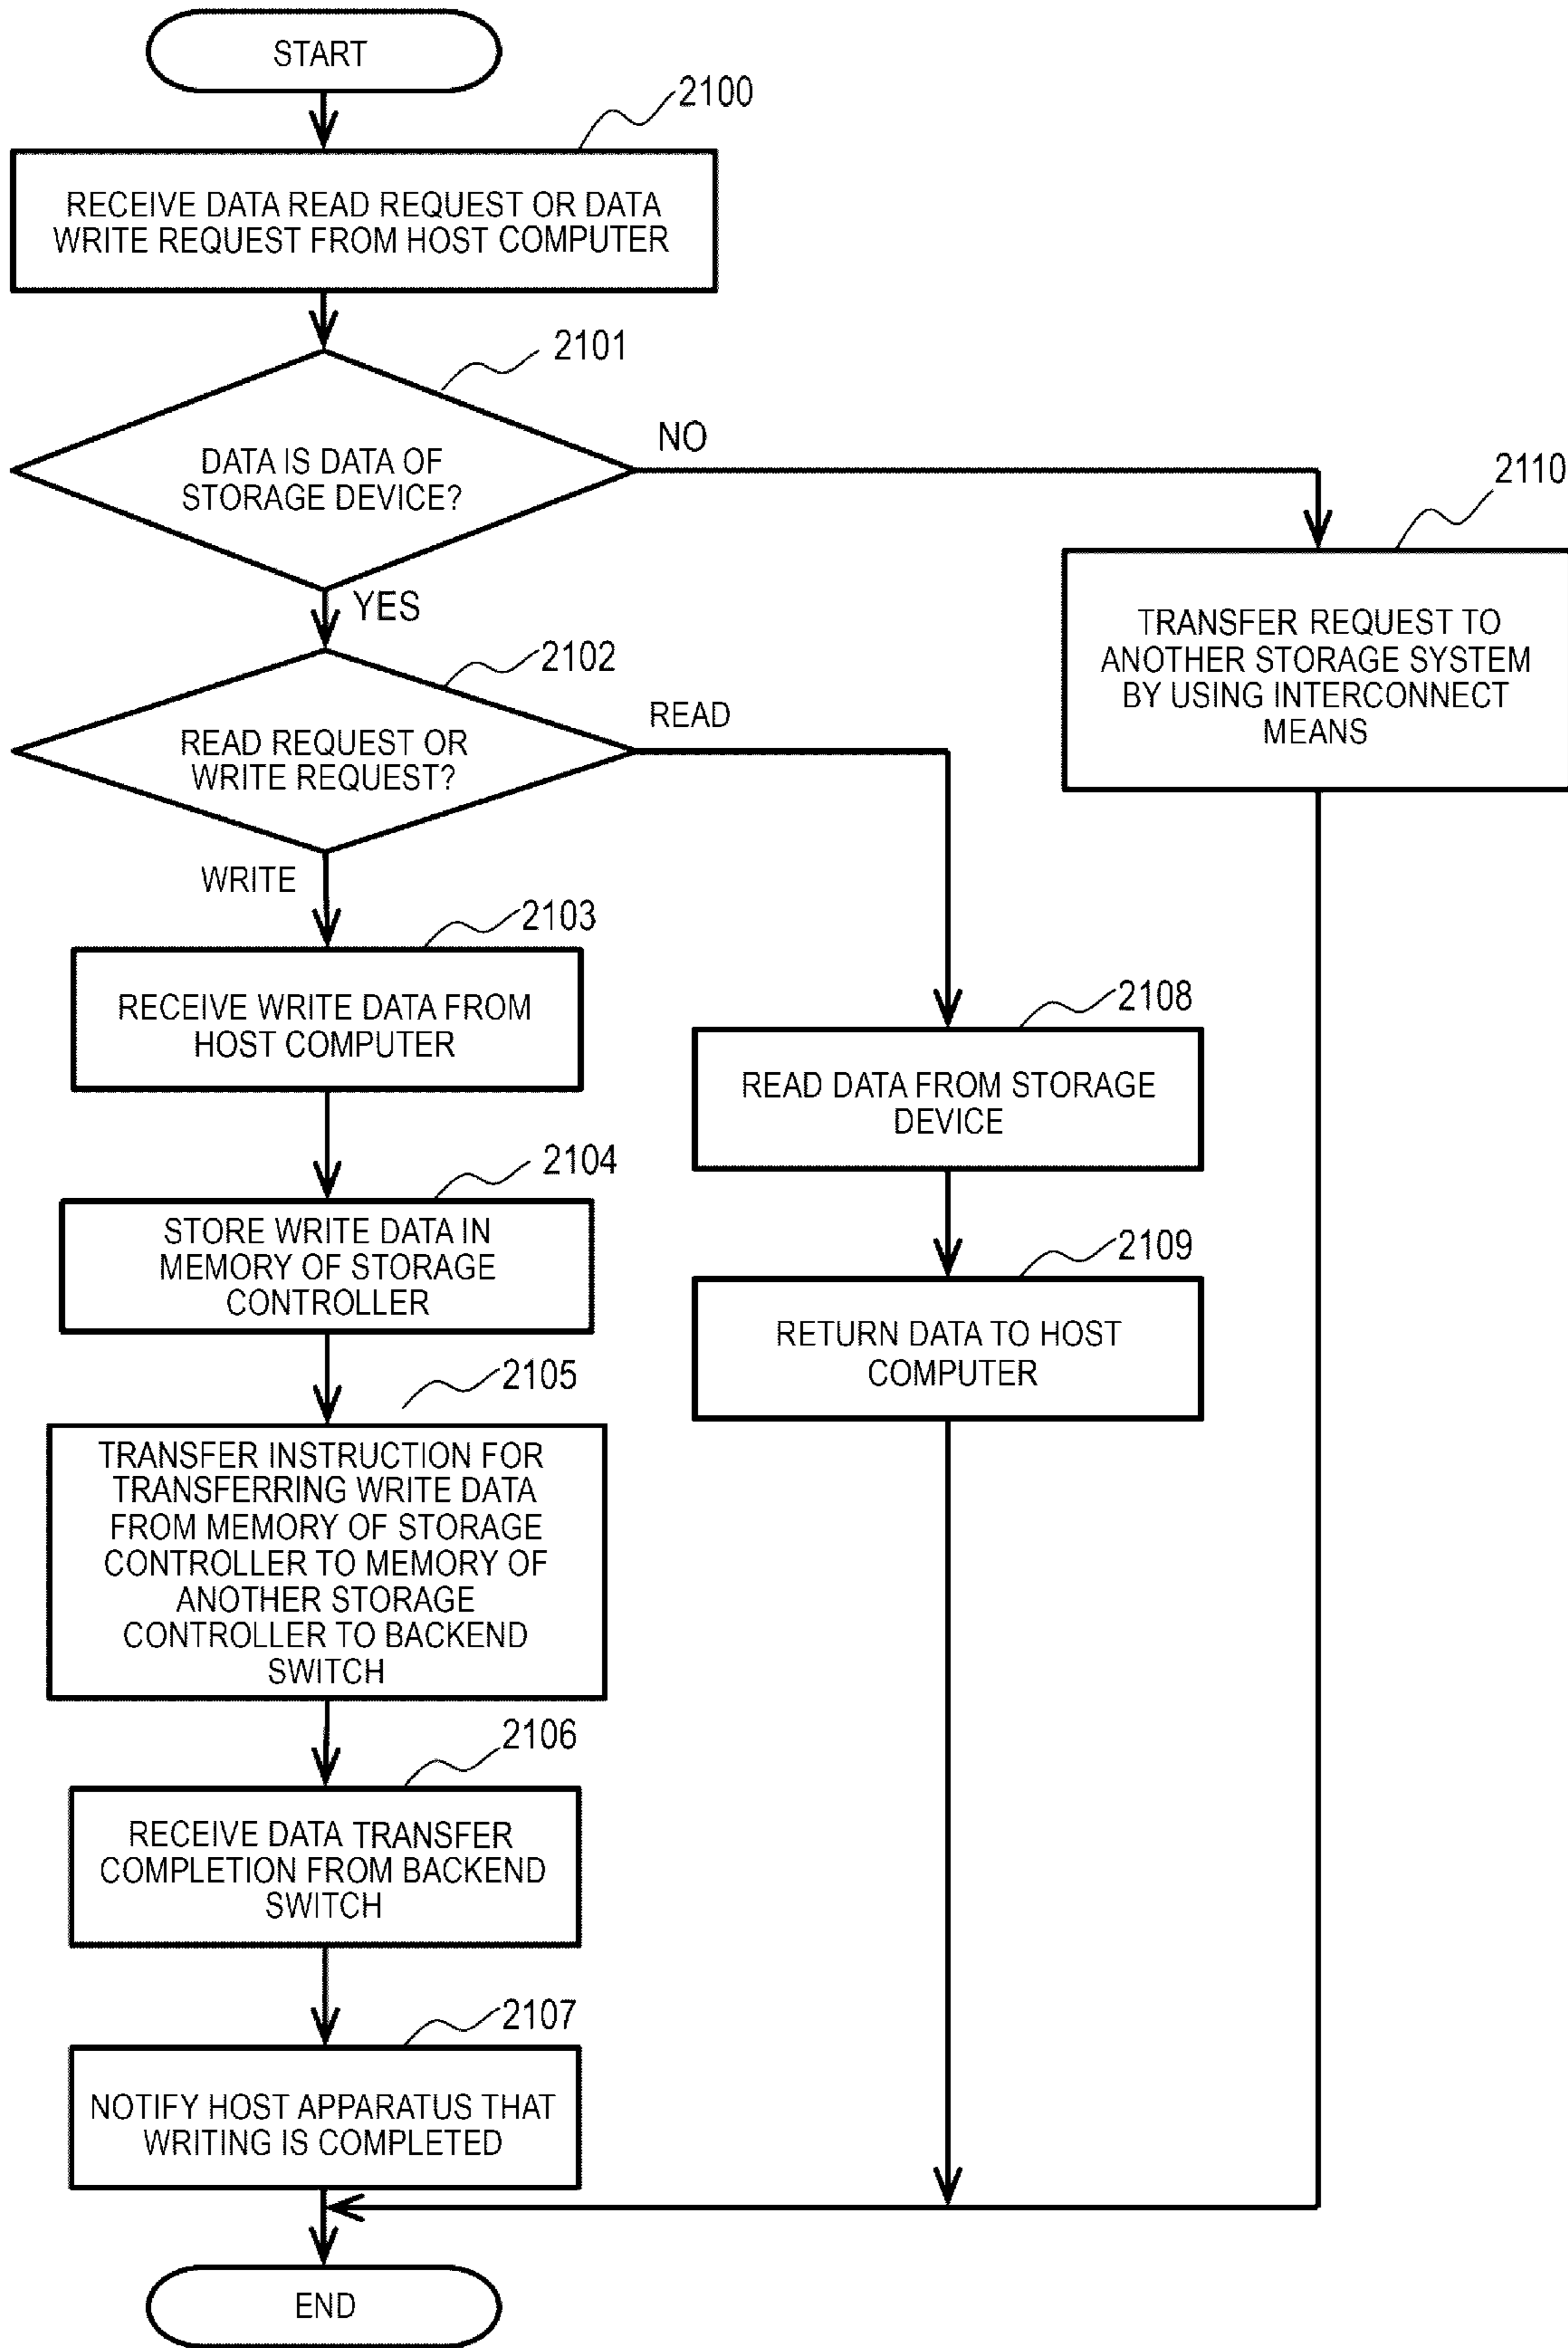 START
2100
RECEIVE DATA READ REQUEST OR DATA
WRITE REQUEST FROM HOST COMPUTER
2101
DATA IS DATA OF
STORAGE DEVICE?
NO
YES
2110
TRANSFER REQUEST TO
ANOTHER STORAGE SYSTEM
BY USING INTERCONNECT
MEANS
2102
READ REQUEST OR
WRITE REQUEST?
READ
WRITE
2103
RECEIVE WRITE DATA FROM
HOST COMPUTER
2108
READ DATA FROM STORAGE
DEVICE
2104
STORE WRITE DATA IN
MEMORY OF STORAGE
CONTROLLER
2109
RETURN DATA TO HOST
COMPUTER
2105
TRANSFER INSTRUCTION FOR
TRANSFERRING WRITE DATA
FROM MEMORY OF STORAGE
CONTROLLER TO MEMORY OF
ANOTHER STORAGE
CONTROLLER TO BACKEND
SWITCH
2106
RECEIVE DATA TRANSFER
COMPLETION FROM BACKEND
SWITCH
2107
NOTIFY HOST APPARATUS THAT
WRITING IS COMPLETED
END